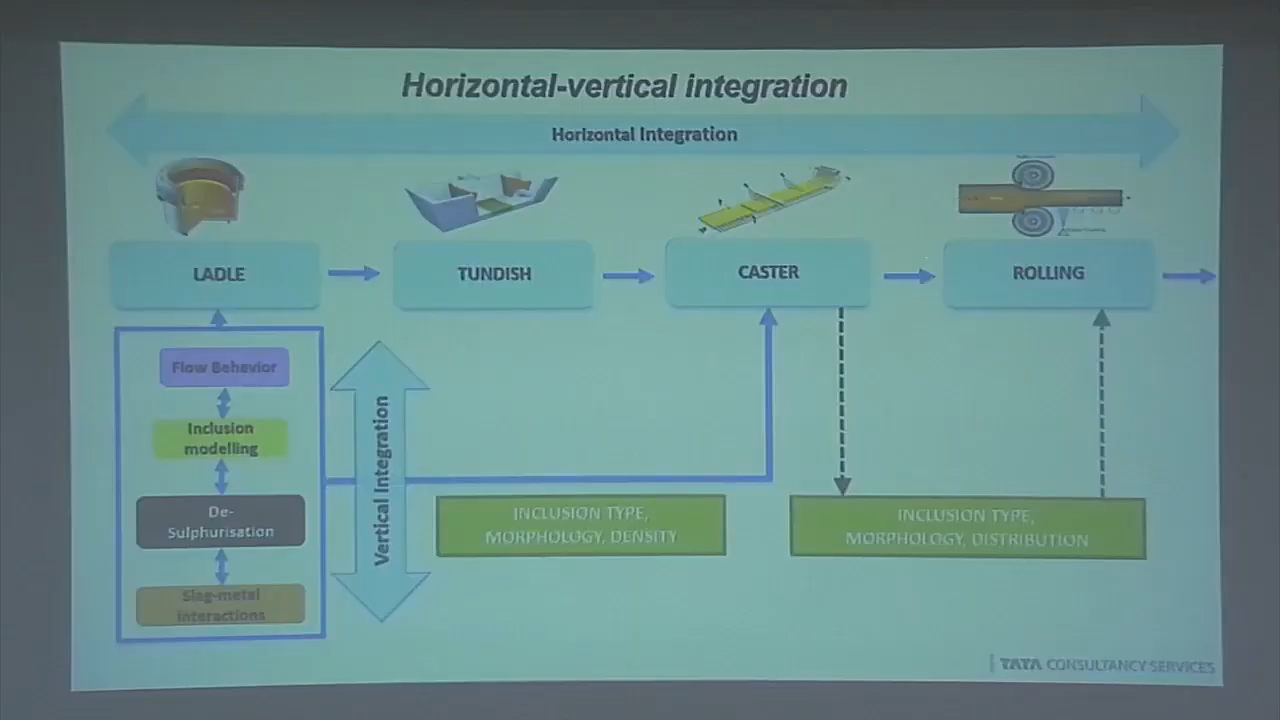 Horizontal-vertical integration
Horizontal Integration
LADLE
TUNDISH
CASTER
ROLLING
Flow Behavior
Inclusion
modelling
De-
Sulphurisation
Slag-metal
interactions
Vertical Integration
INCLUSION TYPE,
MORPHOLOGY, DENSITY
INCLUSION TYPE,
MORPHOLOGY, DISTRIBUTION
TATA CONSULTANCY SERVICES